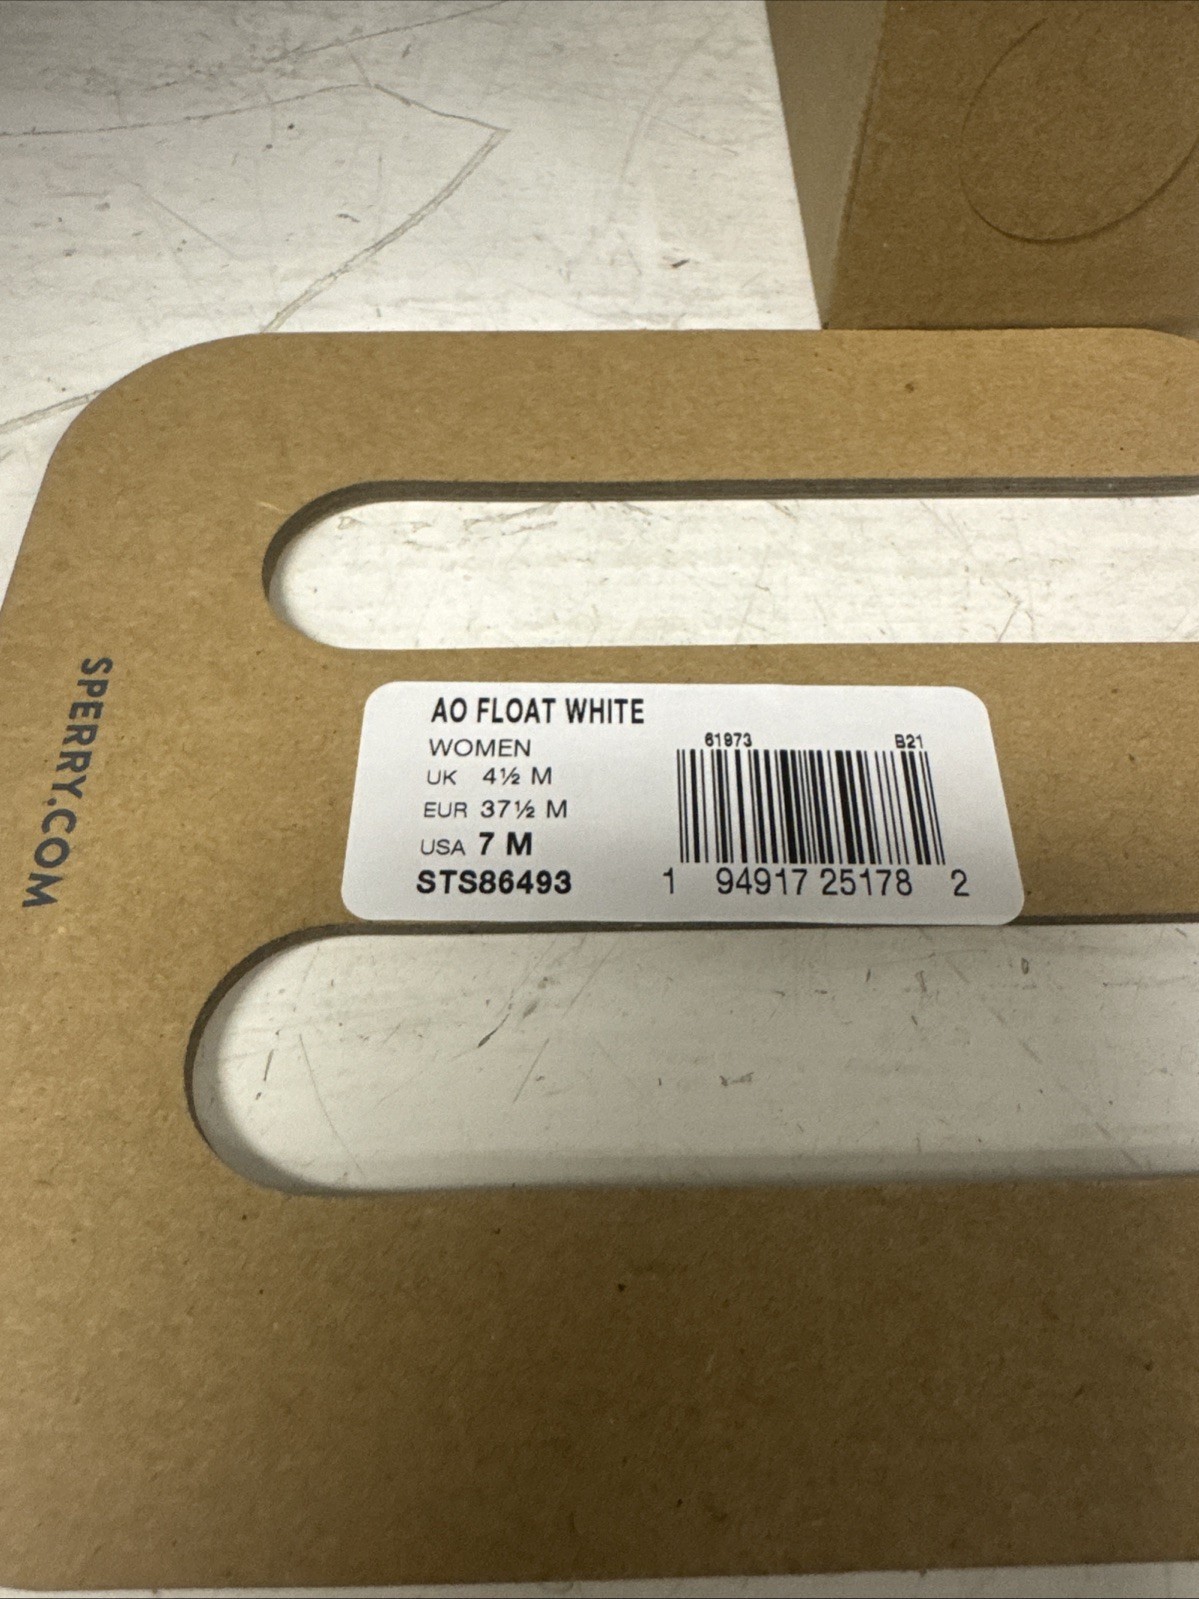 SPERRY.COM
AO FLOAT WHITE
WOMEN
UK 4½ M
EUR 37½ M
USA 7 M
STS86493
61973 B21
1 94917 25178 2